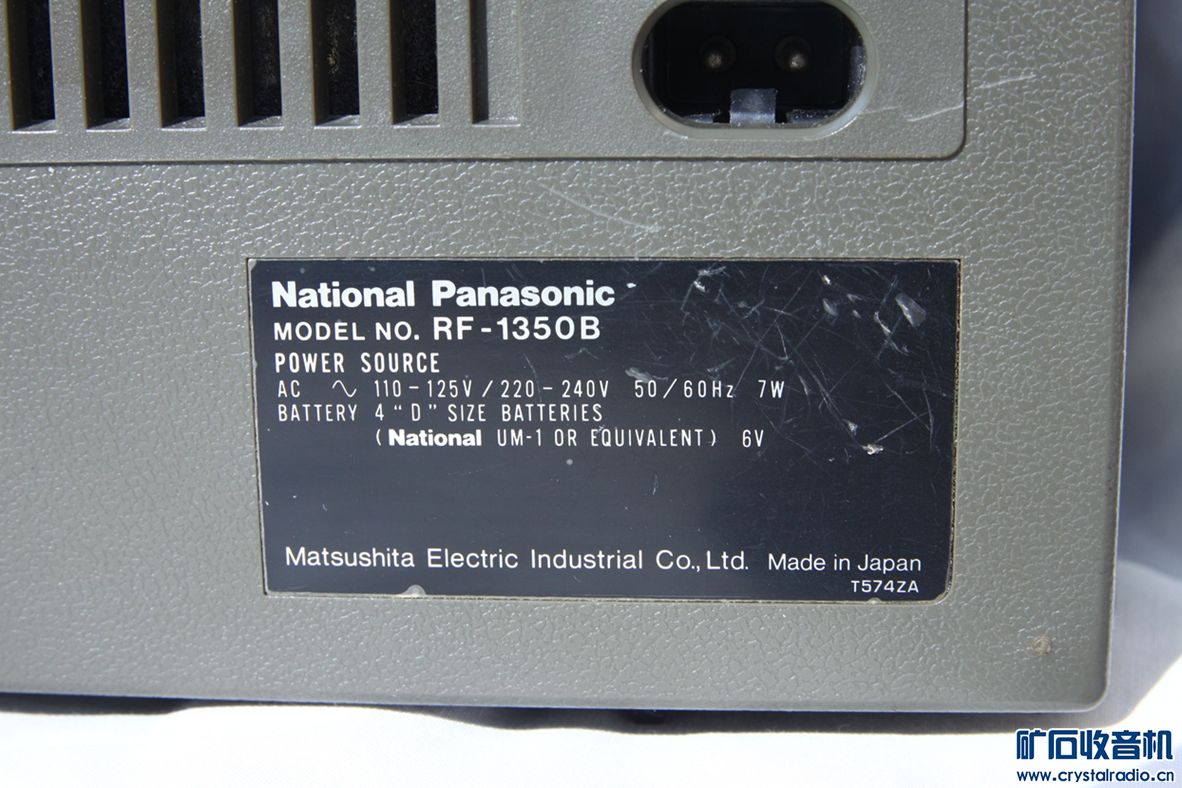 National Panasonic
MODEL NO. RF-1350B
POWER SOURCE
AC ∿ 110-125V/220-240V 50/60Hz 7W
BATTERY 4 "D" SIZE BATTERIES
(National UM-1 OR EQUIVALENT) 6V
Matsushita Electric Industrial Co., Ltd. Made in Japan
T574ZA
矿石收音机
www.crystalradio.cn